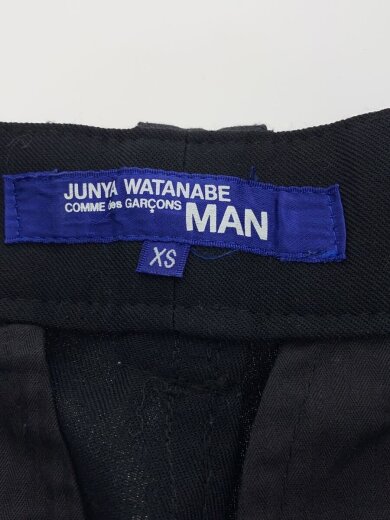 JUNYA WATANABE
COMME des GARÇONS MAN
XS